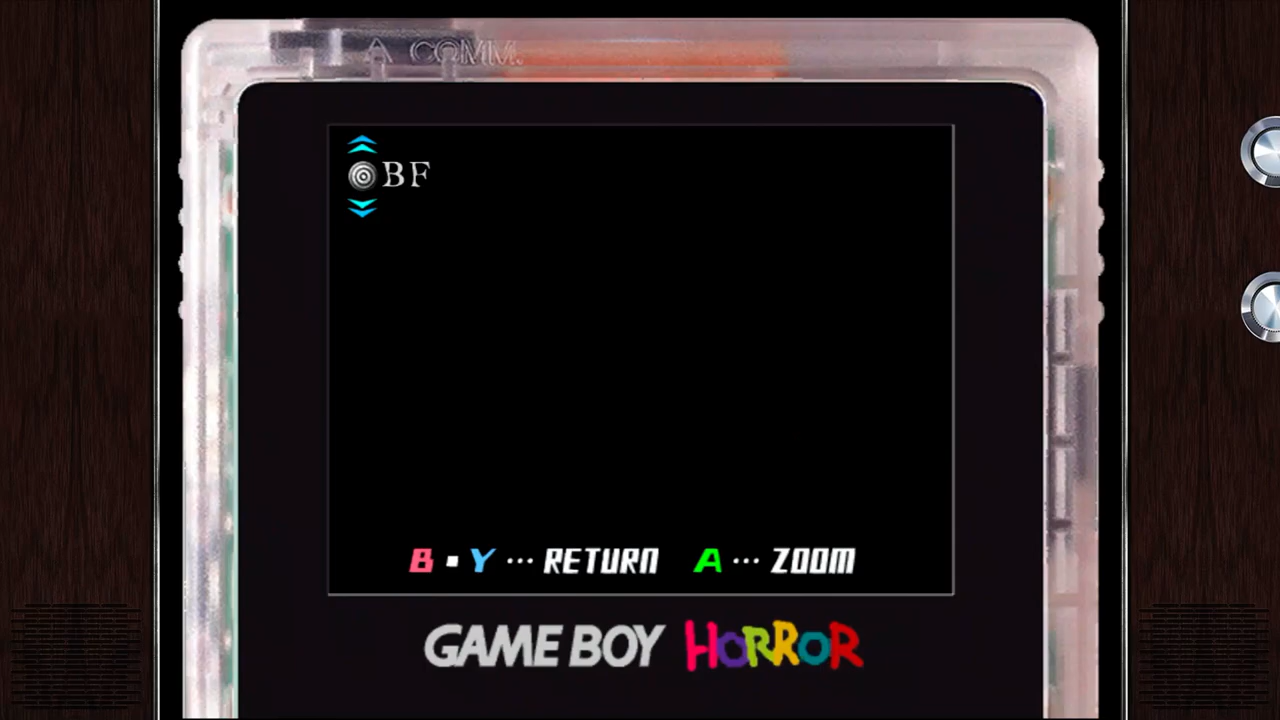 A COMM.
BF
B ▪ Y ··· RETURN A ··· ZOOM
GAME BOY HORROR